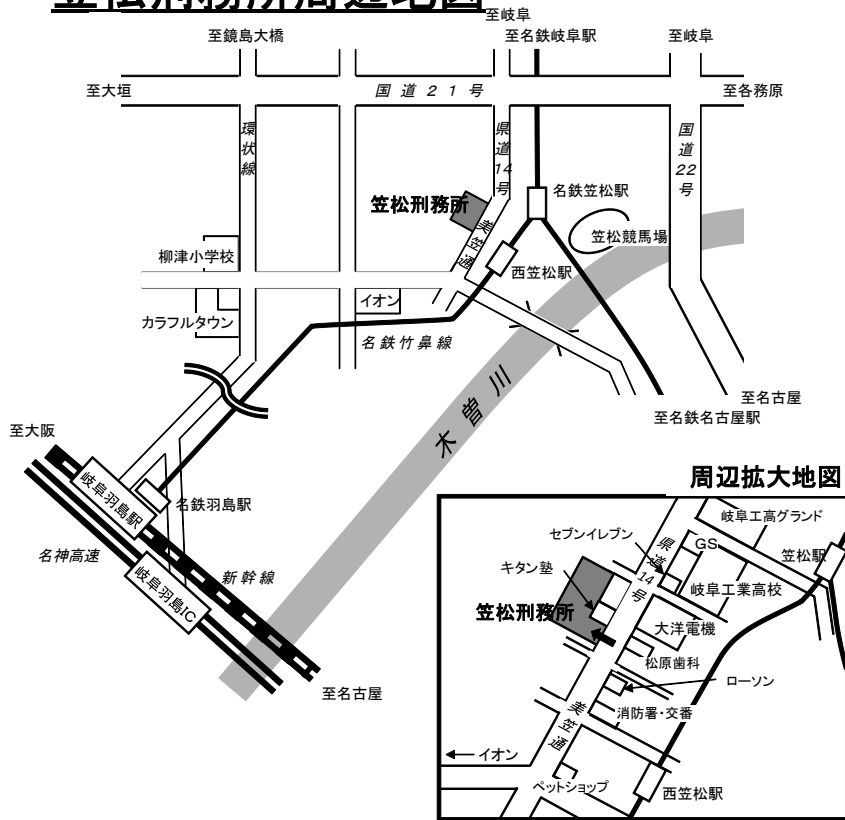 笠松刑務所周辺地図
至岐阜
至鏡島大橋
至名鉄岐阜駅
至岐阜
至大垣
国道21号
至各務原
環状線
県道14号
国道22号
笠松刑務所
名鉄笠松駅
美笠通
笠松競馬場
柳津小学校
西笠松駅
イオン
カラフルタウン
名鉄竹鼻線
木曽川
至名古屋
至名鉄名古屋駅
至大阪
岐阜羽島駅
名鉄羽島駅
名神高速
新幹線
岐阜羽島IC
至名古屋
周辺拡大地図
岐阜工高グランド
セブンイレブン
県道14号
GS
笠松駅
キタン塾
岐阜工業高校
笠松刑務所
大洋電機
松原歯科
ローソン
美笠通
消防署・交番
← イオン
ペットショップ
西笠松駅